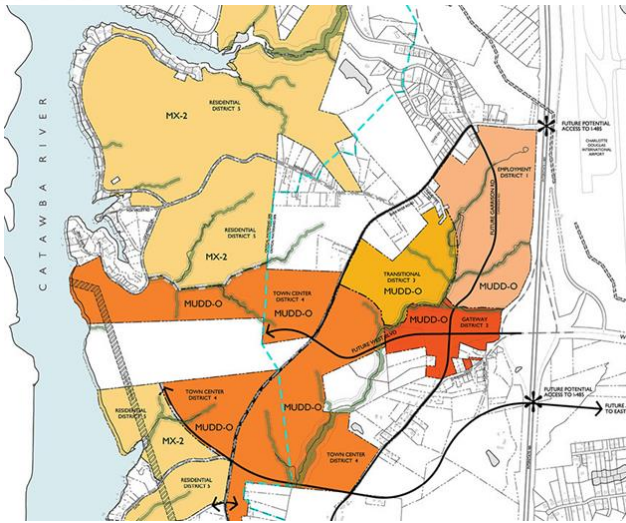 CATAWBA RIVER
MX-2
RESIDENTIAL
DISTRICT 5
FUTURE POTENTIAL
ACCESS TO I-485
CHARLOTTE
DOUGLAS
INTERNATIONAL
AIRPORT
EMPLOYMENT
DISTRICT 1
FUTURE GARRISON RD
RESIDENTIAL
DISTRICT 5
MX-2
TRANSITIONAL
DISTRICT 3
MUDD-O
MUDD-O
MUDD-O
TOWN CENTER
DISTRICT 4
MUDD-O
MUDD-O
GATEWAY
DISTRICT 2
FUTURE WEST BLVD
W
FUTURE POTENTIAL
ACCESS TO I-485
FUTURE
TO EAST
TOWN CENTER
DISTRICT 4
MUDD-O
MUDD-O
RESIDENTIAL
DISTRICT 5
MX-2
TOWN CENTER
DISTRICT 4
RESIDENTIAL
DISTRICT 5